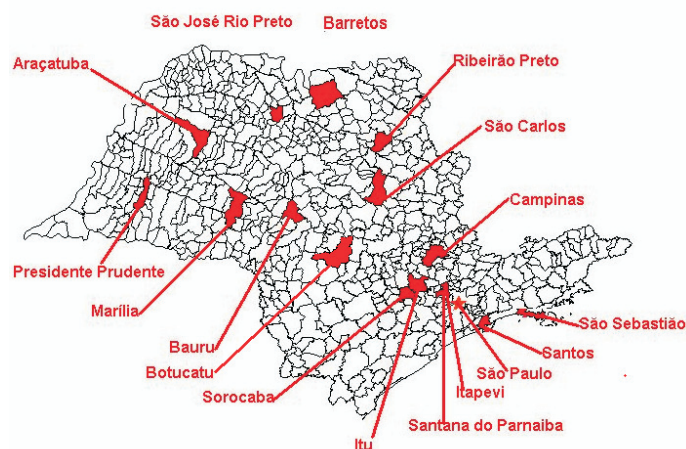 São José Rio Preto
Barretos
Araçatuba
Ribeirão Preto
São Carlos
Campinas
Presidente Prudente
Marília
São Sebastião
Bauru
Santos
Botucatu
São Paulo
Sorocaba
Itapevi
Santana do Parnaiba
Itu